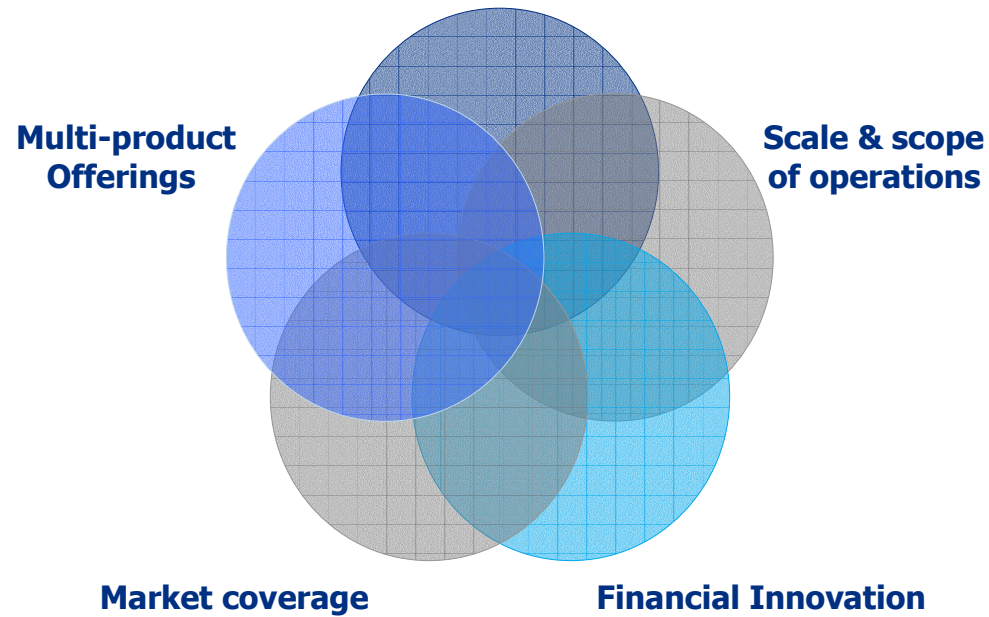 Multi-product
Offerings
Scale & scope
of operations
Market coverage
Financial Innovation